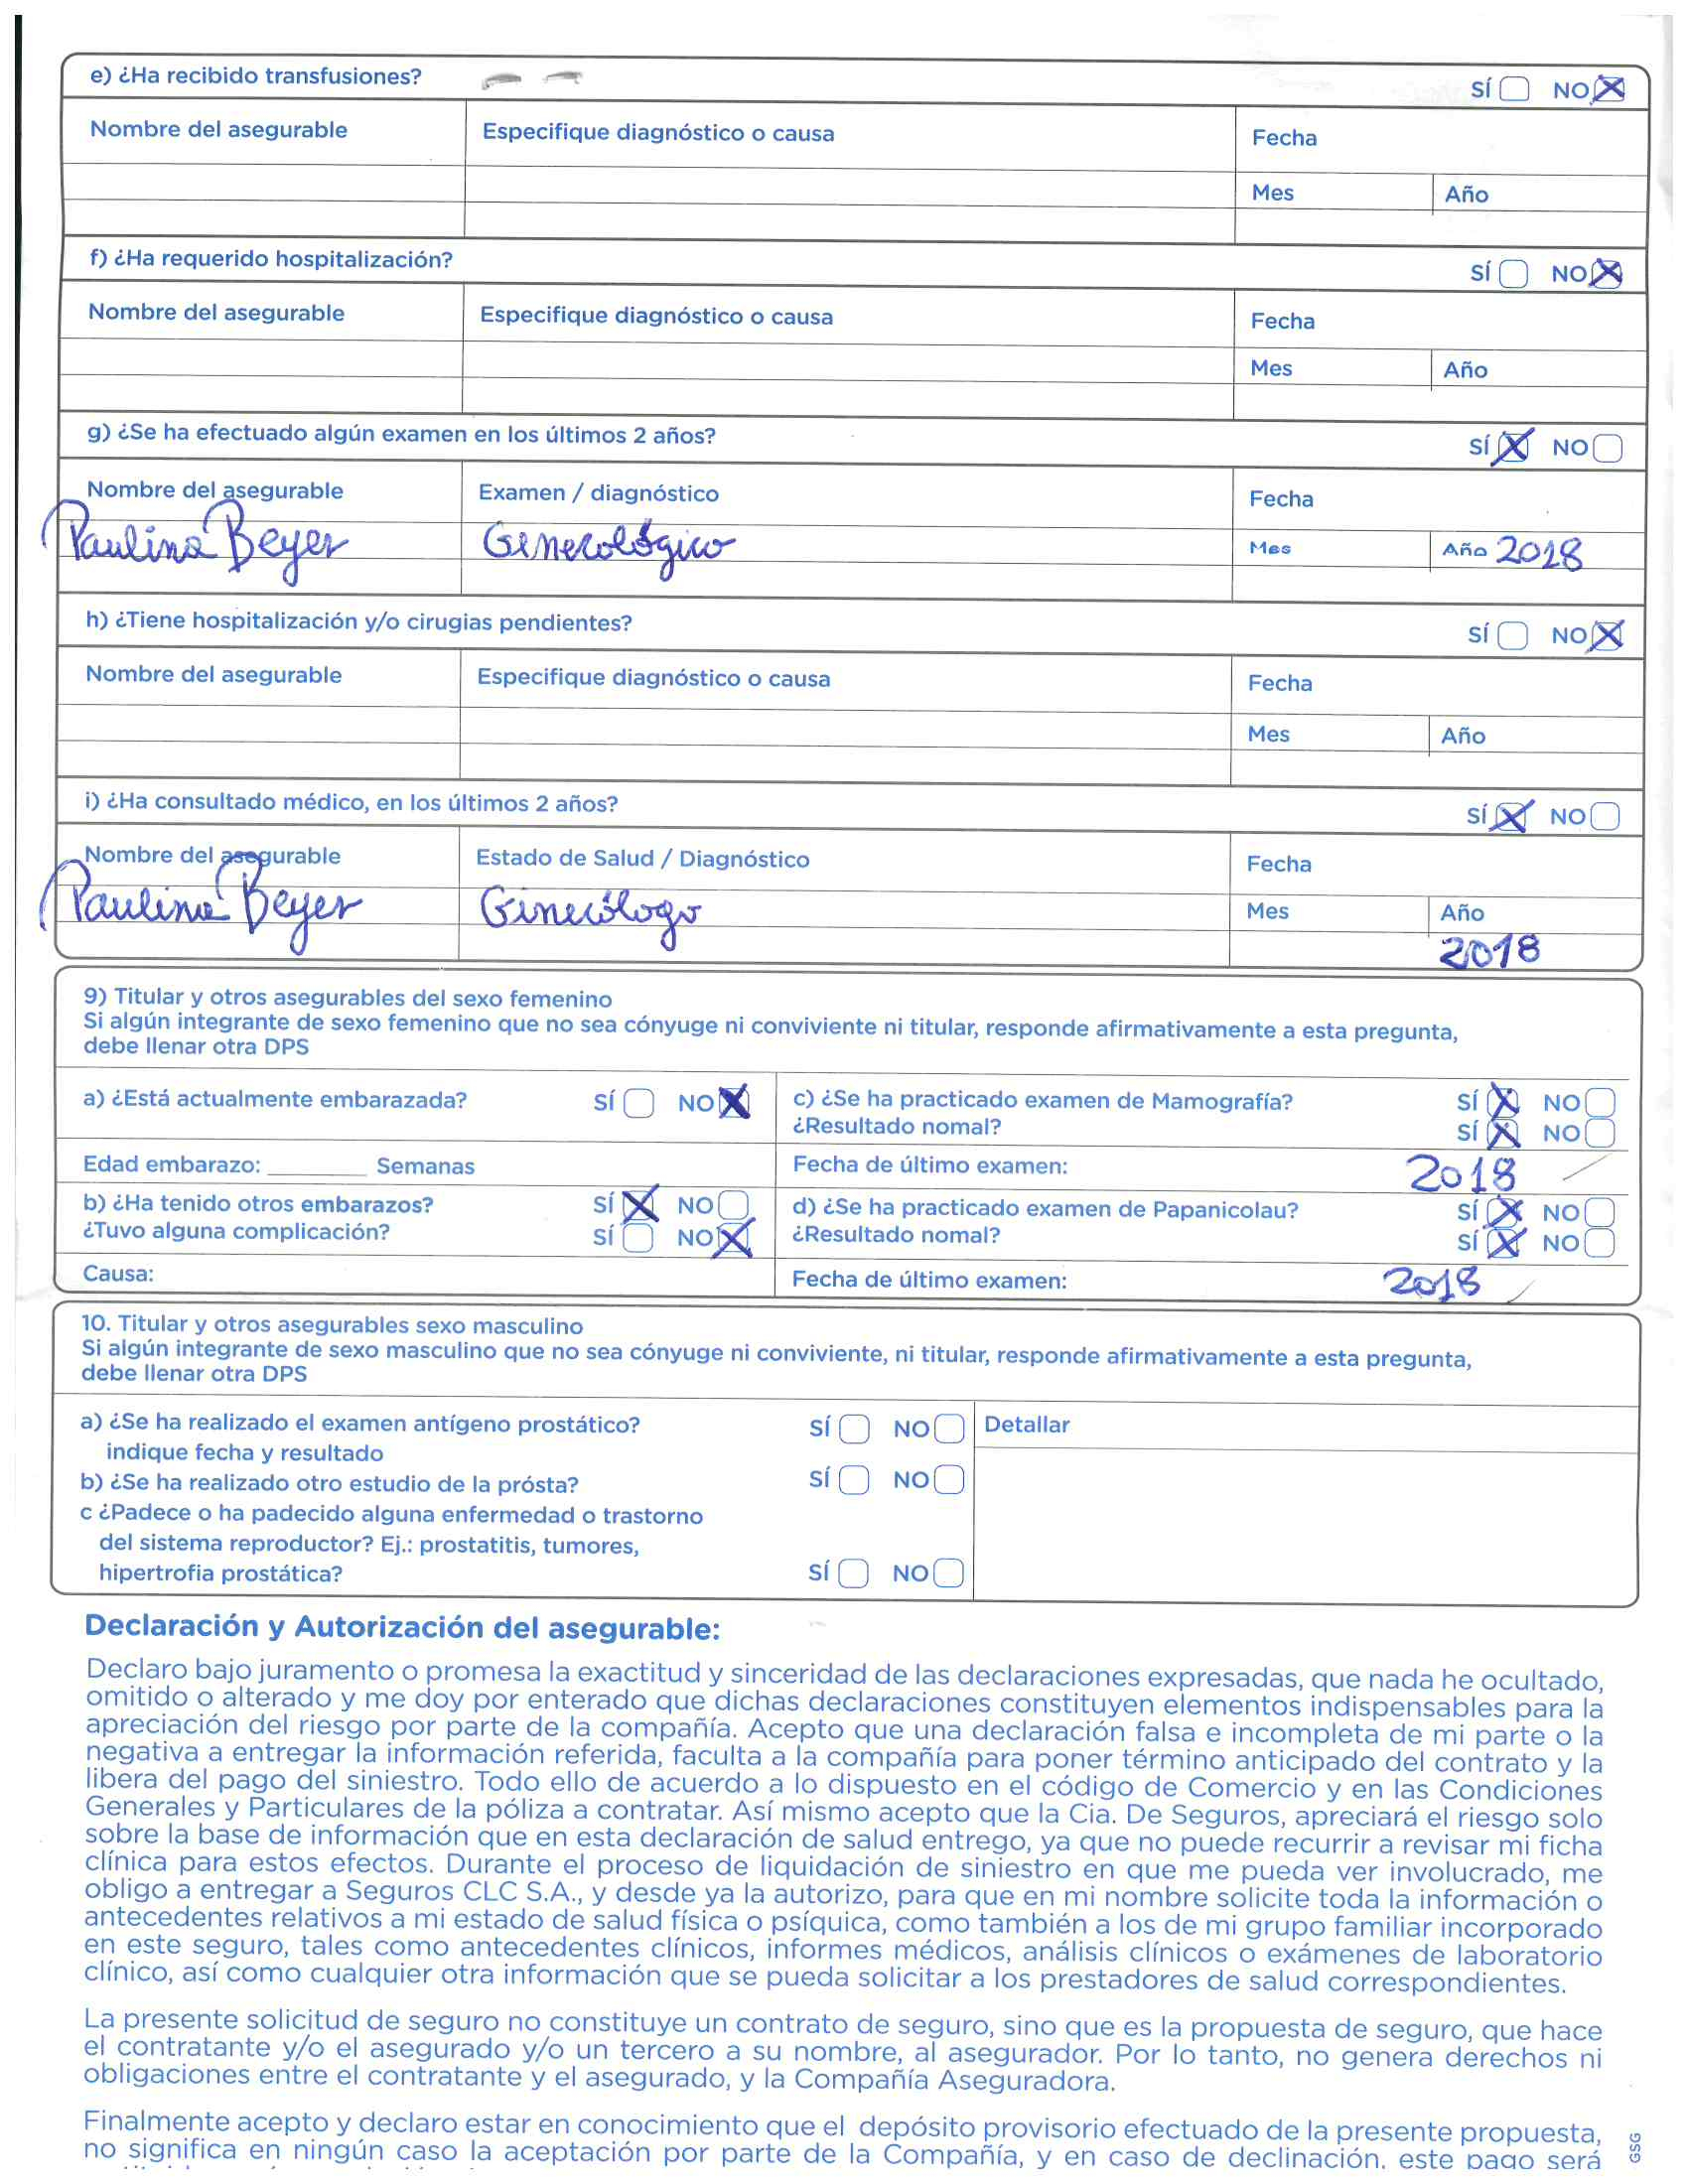 e) ¿Ha recibido transfusiones? SÍ NO X
Nombre del asegurable Especifique diagnóstico o causa Fecha
Mes Año
f) ¿Ha requerido hospitalización? SÍ NO X
Nombre del asegurable Especifique diagnóstico o causa Fecha
Mes Año
g) ¿Se ha efectuado algún examen en los últimos 2 años? SÍ X NO
Nombre del asegurable Examen / diagnóstico Fecha
Paulina Beyer Ginecológico Mes Año 2018
h) ¿Tiene hospitalización y/o cirugias pendientes? SÍ NO X
Nombre del asegurable Especifique diagnóstico o causa Fecha
Mes Año
i) ¿Ha consultado médico, en los últimos 2 años? SÍ X NO
Nombre del asegurable Estado de Salud / Diagnóstico Fecha
Paulina Beyer Ginecólogo Mes Año
2018
9) Titular y otros asegurables del sexo femenino
Si algún integrante de sexo femenino que no sea cónyuge ni conviviente ni titular, responde afirmativamente a esta pregunta,
debe llenar otra DPS
a) ¿Está actualmente embarazada? SÍ NO X
Edad embarazo: ________ Semanas
b) ¿Ha tenido otros embarazos? SÍ X NO
¿Tuvo alguna complicación? SÍ NO X
Causa:
c) ¿Se ha practicado examen de Mamografía? SÍ X NO
¿Resultado nomal? SÍ X NO
Fecha de último examen: 2018
d) ¿Se ha practicado examen de Papanicolau? SÍ X NO
¿Resultado nomal? SÍ X NO
Fecha de último examen: 2018
10. Titular y otros asegurables sexo masculino
Si algún integrante de sexo masculino que no sea cónyuge ni conviviente, ni titular, responde afirmativamente a esta pregunta,
debe llenar otra DPS
a) ¿Se ha realizado el examen antígeno prostático? SÍ NO Detallar
indique fecha y resultado
b) ¿Se ha realizado otro estudio de la prósta? SÍ NO
c ¿Padece o ha padecido alguna enfermedad o trastorno
del sistema reproductor? Ej.: prostatitis, tumores,
hipertrofia prostática? SÍ NO
Declaración y Autorización del asegurable:
Declaro bajo juramento o promesa la exactitud y sinceridad de las declaraciones expresadas, que nada he ocultado,
omitido o alterado y me doy por enterado que dichas declaraciones constituyen elementos indispensables para la
apreciación del riesgo por parte de la compañía. Acepto que una declaración falsa e incompleta de mi parte o la
negativa a entregar la información referida, faculta a la compañía para poner término anticipado del contrato y la
libera del pago del siniestro. Todo ello de acuerdo a lo dispuesto en el código de Comercio y en las Condiciones
Generales y Particulares de la póliza a contratar. Así mismo acepto que la Cia. De Seguros, apreciará el riesgo solo
sobre la base de información que en esta declaración de salud entrego, ya que no puede recurrir a revisar mi ficha
clínica para estos efectos. Durante el proceso de liquidación de siniestro en que me pueda ver involucrado, me
obligo a entregar a Seguros CLC S.A., y desde ya la autorizo, para que en mi nombre solicite toda la información o
antecedentes relativos a mi estado de salud física o psíquica, como también a los de mi grupo familiar incorporado
en este seguro, tales como antecedentes clínicos, informes médicos, análisis clínicos o exámenes de laboratorio
clínico, así como cualquier otra información que se pueda solicitar a los prestadores de salud correspondientes.
La presente solicitud de seguro no constituye un contrato de seguro, sino que es la propuesta de seguro, que hace
el contratante y/o el asegurado y/o un tercero a su nombre, al asegurador. Por lo tanto, no genera derechos ni
obligaciones entre el contratante y el asegurado, y la Compañía Aseguradora.
Finalmente acepto y declaro estar en conocimiento que el depósito provisorio efectuado de la presente propuesta,
no significa en ningún caso la aceptación por parte de la Compañía, y en caso de declinación, este pago será
GSG